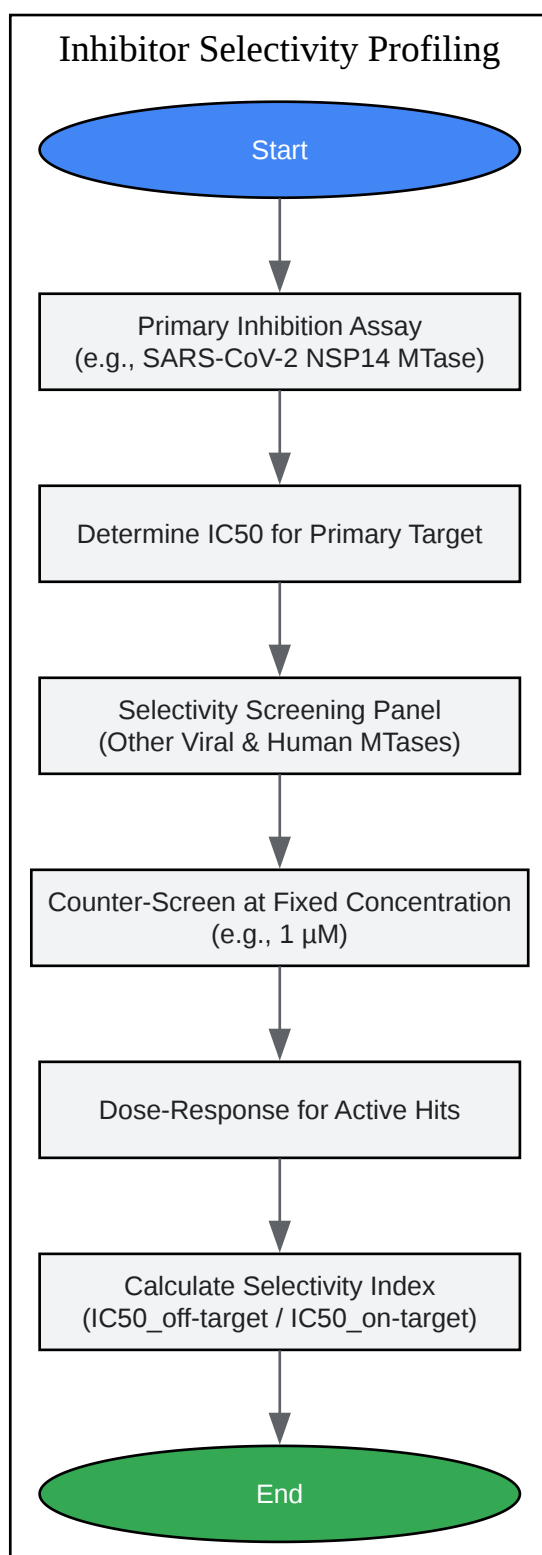 Inhibitor Selectivity Profiling
Start
Primary Inhibition Assay
(e.g., SARS-CoV-2 NSP14 MTase)
Determine IC50 for Primary Target
Selectivity Screening Panel
(Other Viral & Human MTases)
Counter-Screen at Fixed Concentration
(e.g., 1 µM)
Dose-Response for Active Hits
Calculate Selectivity Index
(IC50_off-target / IC50_on-target)
End